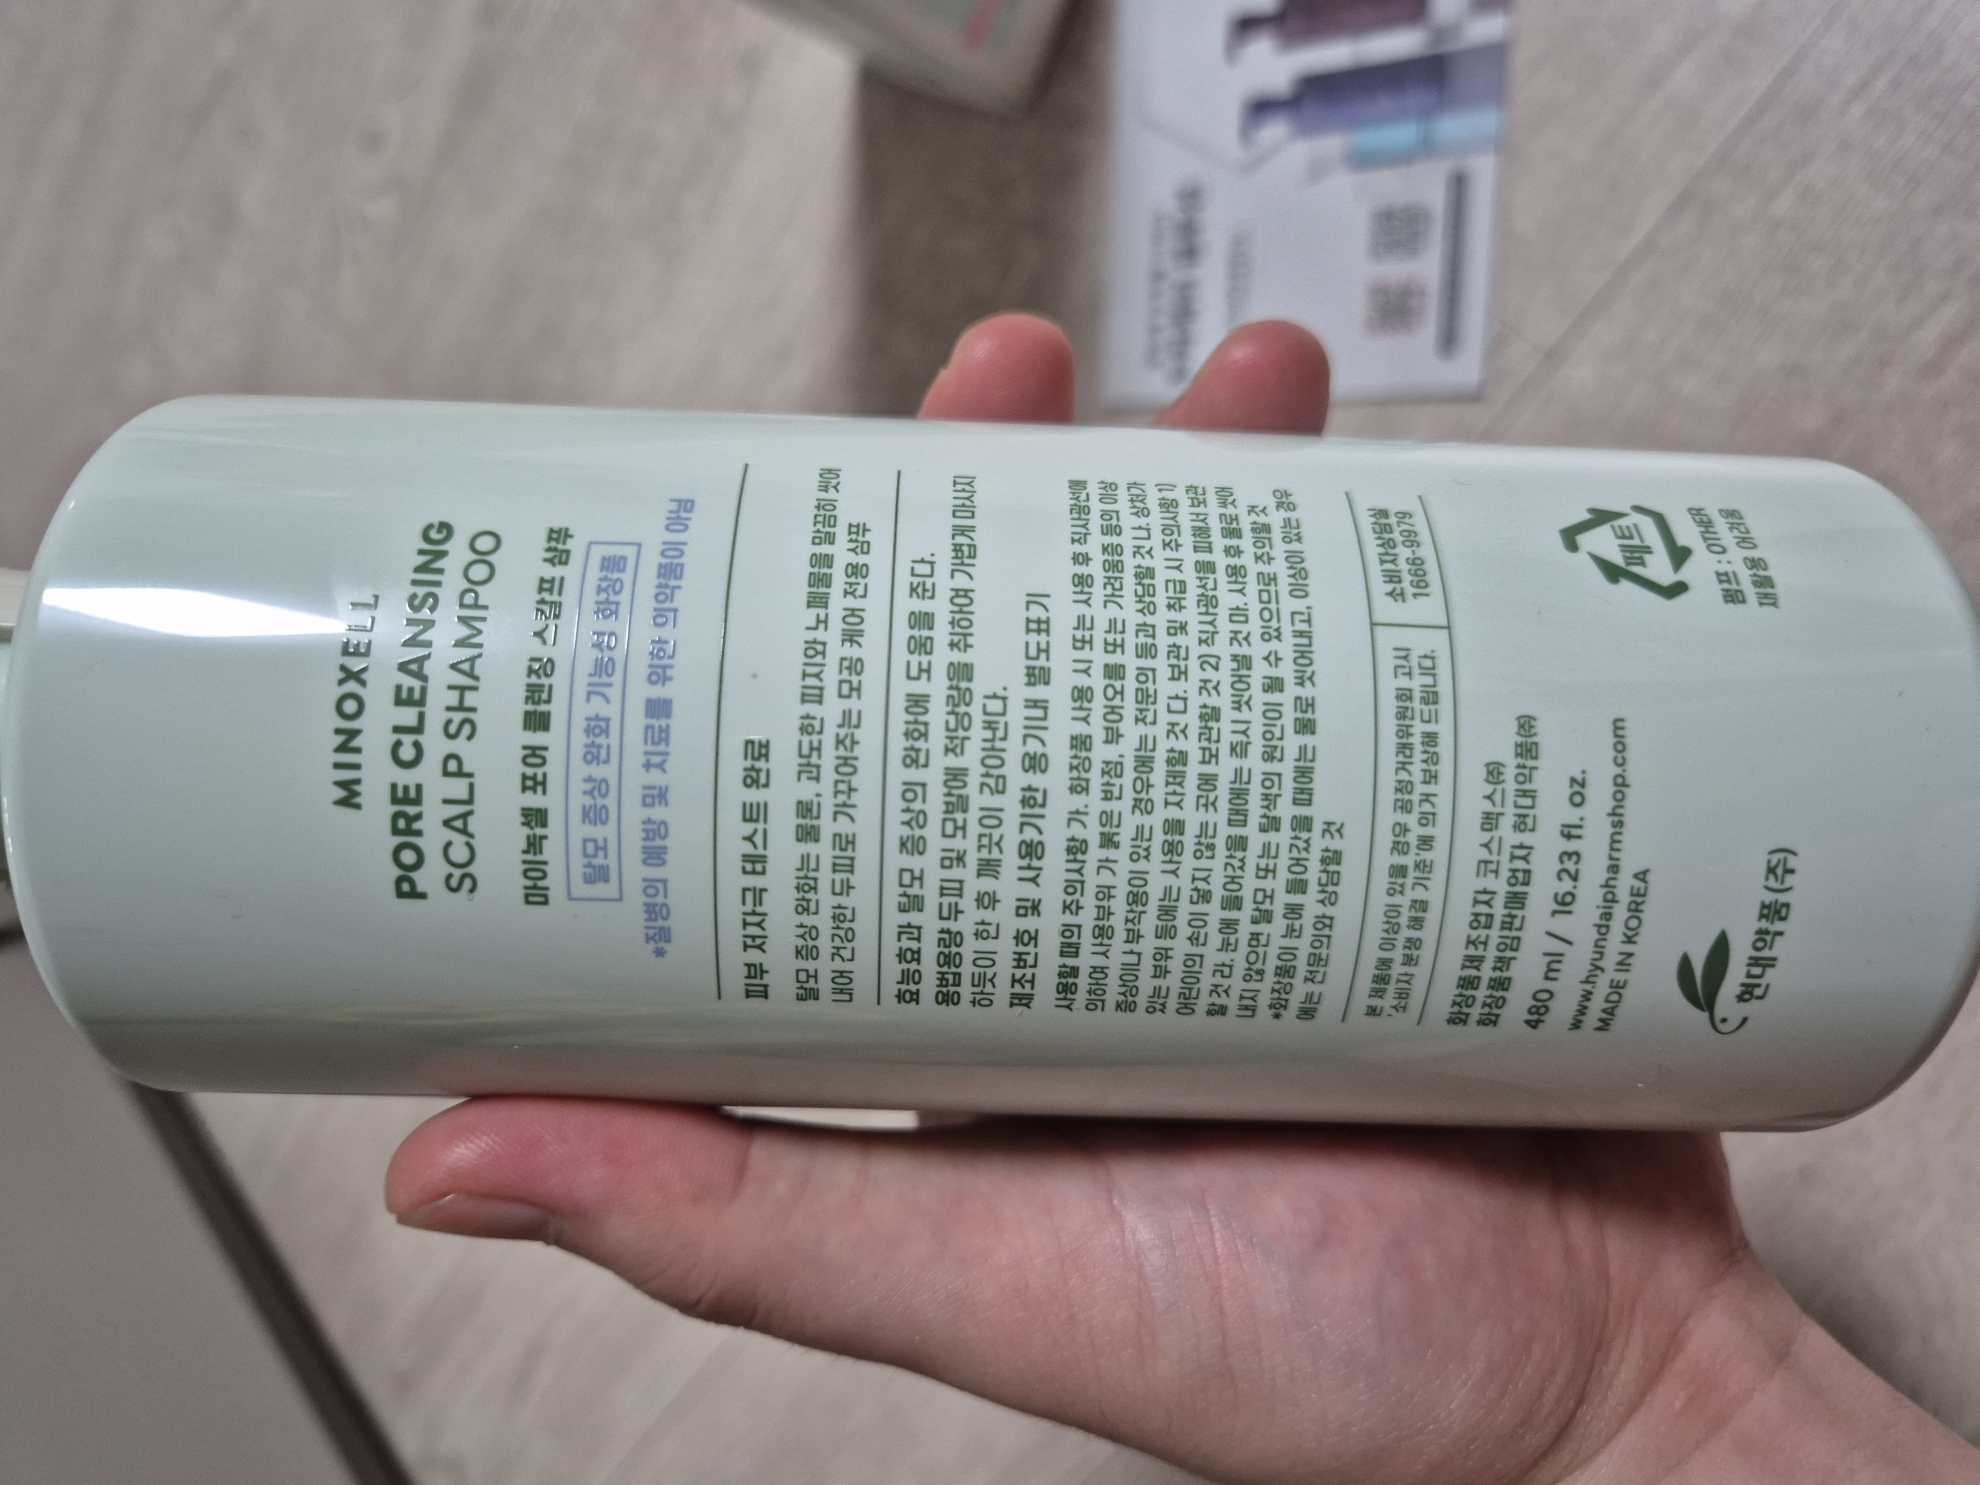 MINOXELL
PORE CLEANSING
SCALP SHAMPOO
마이녹셀 포어 클렌징 스칼프 샴푸
탈모 증상 완화 기능성 화장품
*질병의 예방 및 치료를 위한 의약품이 아님
피부 저자극 테스트 완료
탈모 증상 완화는 물론, 과도한 피지와 노폐물을 말끔히 씻어
내어 건강한 두피로 가꾸어주는 모공 케어 전용 샴푸
효능효과 탈모 증상의 완화에 도움을 준다.
용법용량 두피 및 모발에 적당량을 취하여 가볍게 마사지
하듯이 한 후 깨끗이 감아낸다.
제조번호 및 사용기한 용기내 별도표기
사용할 때의 주의사항 가. 화장품 사용 시 또는 사용 후 직사광선에
의하여 사용부위 가 붉은 반점, 부어오름 또는 가려움증 등의 이상
증상이나 부작용이 있는 경우에는 전문의 등과 상담할 것 나. 상처가
있는 부위 등에는 사용을 자제할 것 다. 보관 및 취급 시 주의사항 1)
어린이의 손이 닿지 않는 곳에 보관할 것 2) 직사광선을 피해서 보관
할 것 라. 눈에 들어갔을 때에는 즉시 씻어낼 것 마. 사용 후 물로 씻어
내지 않으면 탈모 또는 탈색의 원인이 될 수 있으므로 주의할 것
*화장품이 눈에 들어갔을 때에는 물로 씻어내고, 이상이 있는 경우
에는 전문의와 상담할 것
본 제품에 이상이 있을 경우 공정거래위원회 고시
'소비자 분쟁 해결 기준'에 의거 보상해 드립니다.
소비자상담실
1666-9979
화장품제조업자 코스맥스㈜
화장품책임판매업자 현대약품㈜
480 ml / 16.23 fl. oz.
www.hyundaipharmshop.com
MADE IN KOREA
페트
펌프 : OTHER
재활용 어려움
현대약품(주)